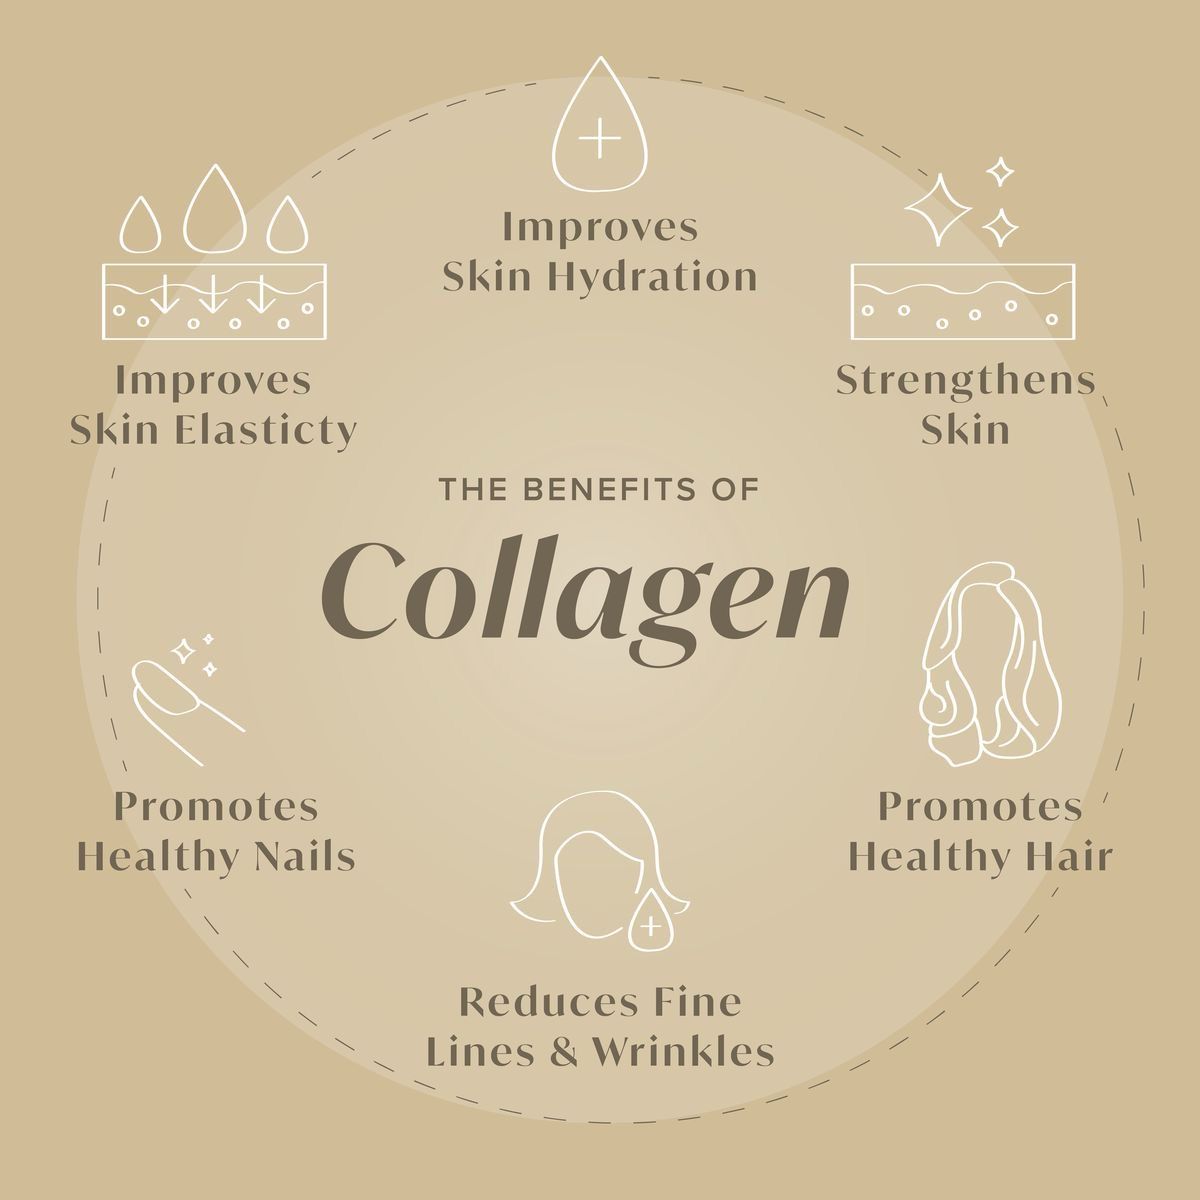 Improves
Skin Hydration
Improves
Skin Elasticty
Strengthens
Skin
THE BENEFITS OF
Collagen
Promotes
Healthy Nails
Promotes
Healthy Hair
Reduces Fine
Lines & Wrinkles